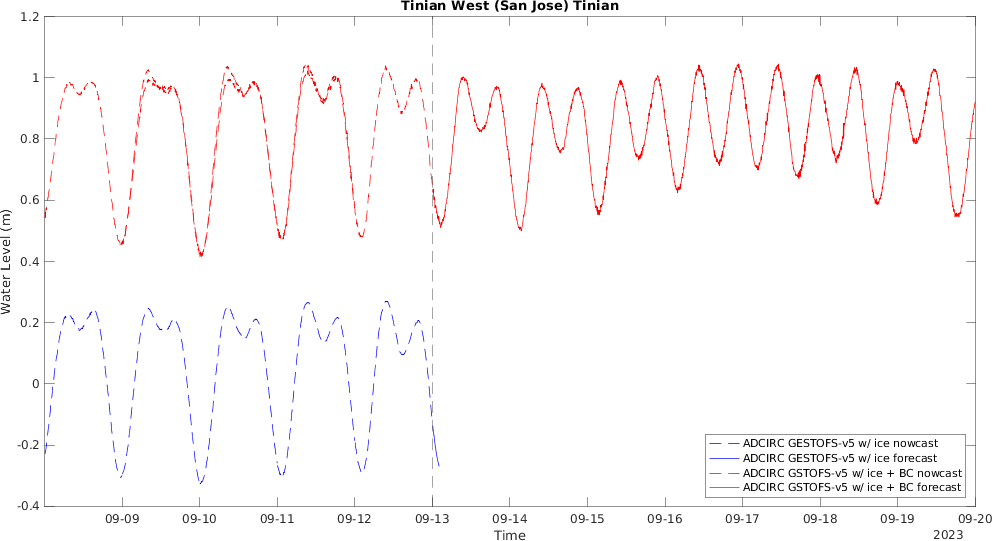 Tinian West (San Jose) Tinian
Water Level (m)
1.2
1
0.8
0.6
0.4
0.2
0
-0.2
-0.4
ADCIRC GESTOFS-v5 w/ ice nowcast
ADCIRC GESTOFS-v5 w/ ice forecast
ADCIRC GSTOFS-v5 w/ ice + BC nowcast
ADCIRC GSTOFS-v5 w/ ice + BC forecast
09-09 09-10 09-11 09-12 09-13 09-14 09-15 09-16 09-17 09-18 09-19 09-20
Time
2023